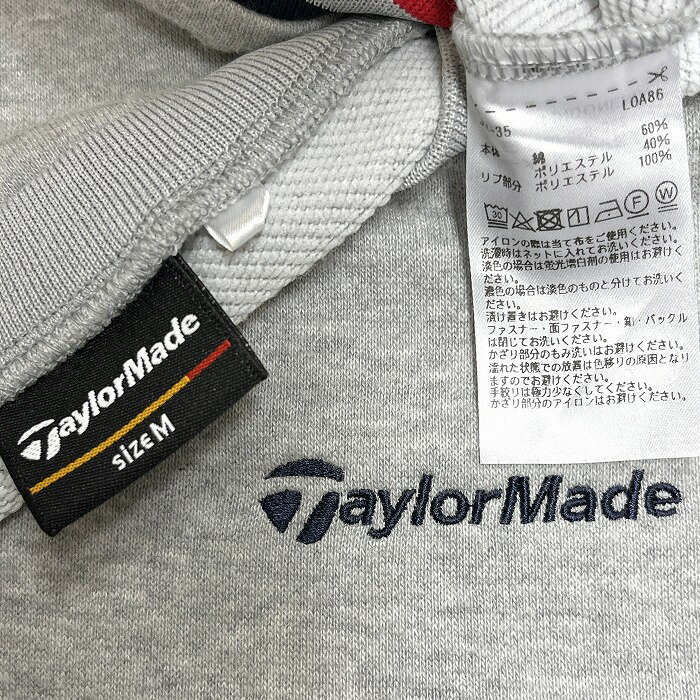 LOA86
-35
本体 綿 60%
ポリエステル 40%
リブ部分 ポリエステル 100%
30
F
W
アイロンの際は当て布をご使用ください。
洗濯時はネットに入れてお洗いください。
淡色の場合は蛍光増白剤の使用はお避けください。
濃色の場合は淡色のものと分けてお洗いください。
漬け置きはお避けください。
ファスナー・面ファスナー・釦・バックルは閉じてお洗いください。
かざり部分のもみ洗いはお避けください。
濡れた状態での放置は色移りの原因となりますのでお避けください。
手絞りは極力少なくしてください。
かざり部分のアイロンはお避けください。
TaylorMade
size M
TaylorMade